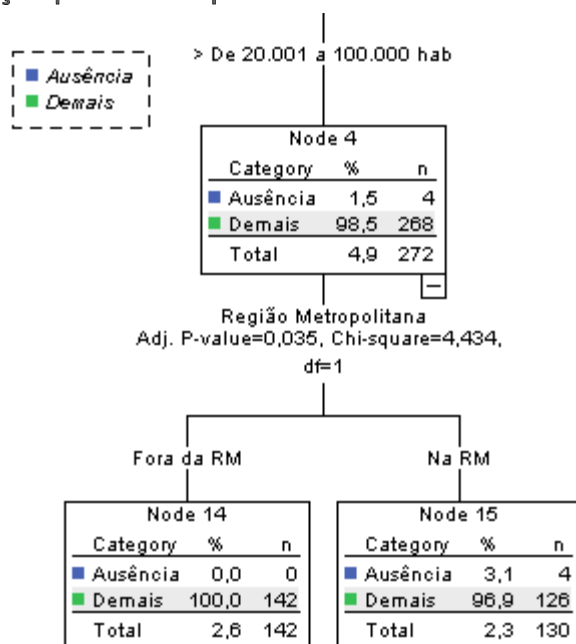 > De 20.001 a 100.000 hab
Ausência
Demais
Node 4
Category % n
Ausência 1,5 4
Demais 98,5 268
Total 4,9 272
Região Metropolitana
Adj. P-value=0,035, Chi-square=4,434,
df=1
Fora da RM
Na RM
Node 14
Category % n
Ausência 0,0 0
Demais 100,0 142
Total 2,6 142
Node 15
Category % n
Ausência 3,1 4
Demais 96,9 126
Total 2,3 130